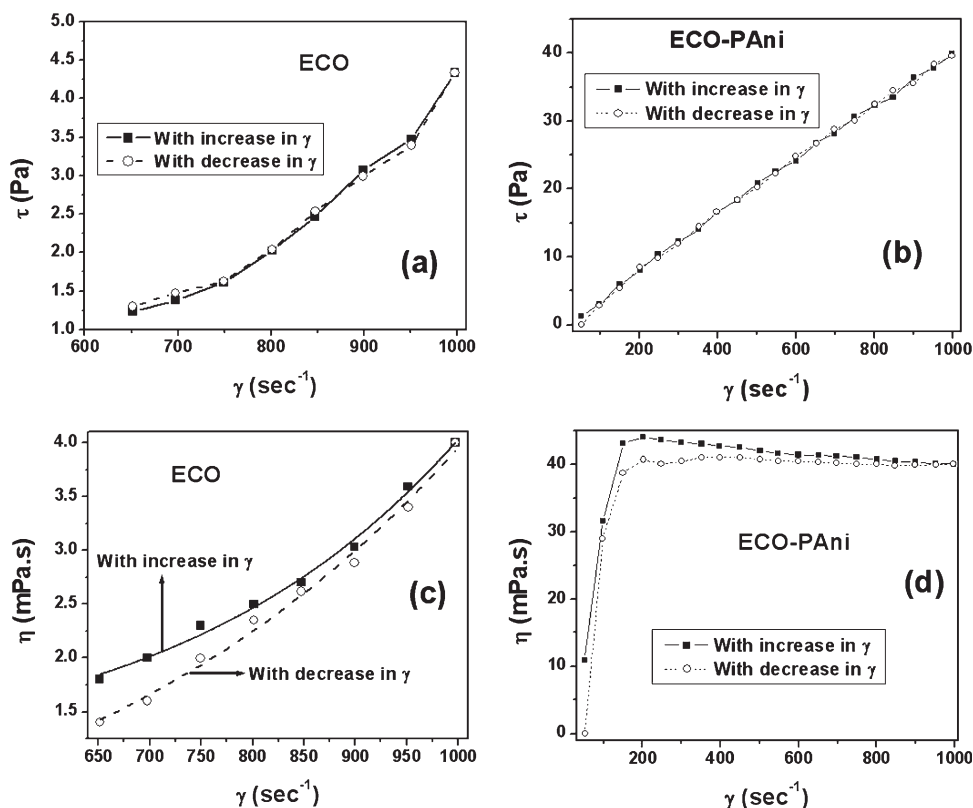 5.0
4.5
4.0
3.5
3.0
2.5
2.0
1.5
1.0
τ (Pa)
ECO
With increase in γ
With decrease in γ
(a)
600 700 800 900 1000
γ (sec⁻¹)
40
30
20
10
0
τ (Pa)
ECO-PAni
With increase in γ
With decrease in γ
(b)
200 400 600 800 1000
γ (sec⁻¹)
4.0
3.5
3.0
2.5
2.0
1.5
η (mPa.s)
ECO
With increase in γ
With decrease in γ
(c)
650 700 750 800 850 900 950 1000
γ (sec⁻¹)
40
30
20
10
0
η (mPa.s)
ECO-PAni
(d)
With increase in γ
With decrease in γ
200 400 600 800 1000
γ (sec⁻¹)